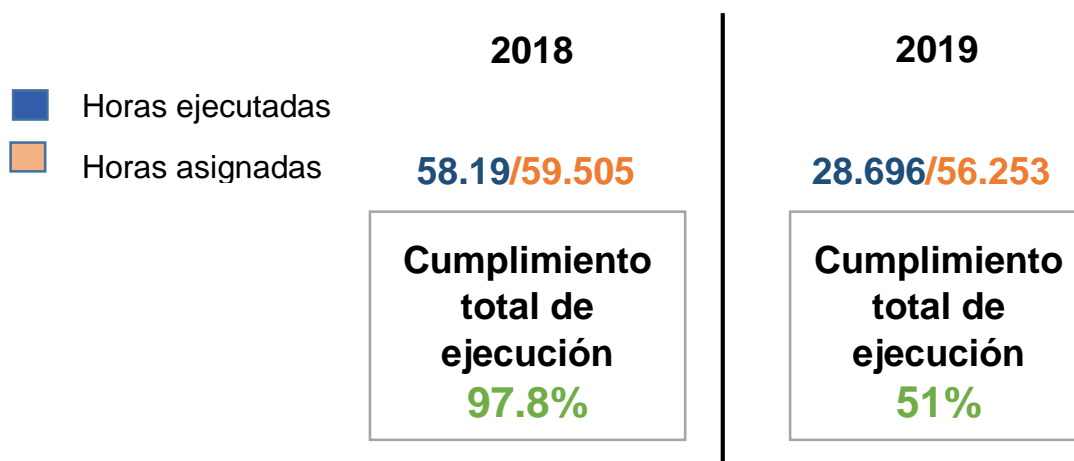 2018
2019
Horas ejecutadas
Horas asignadas
58.19/59.505
28.696/56.253
Cumplimiento
total de
ejecución
97.8%
Cumplimiento
total de
ejecución
51%